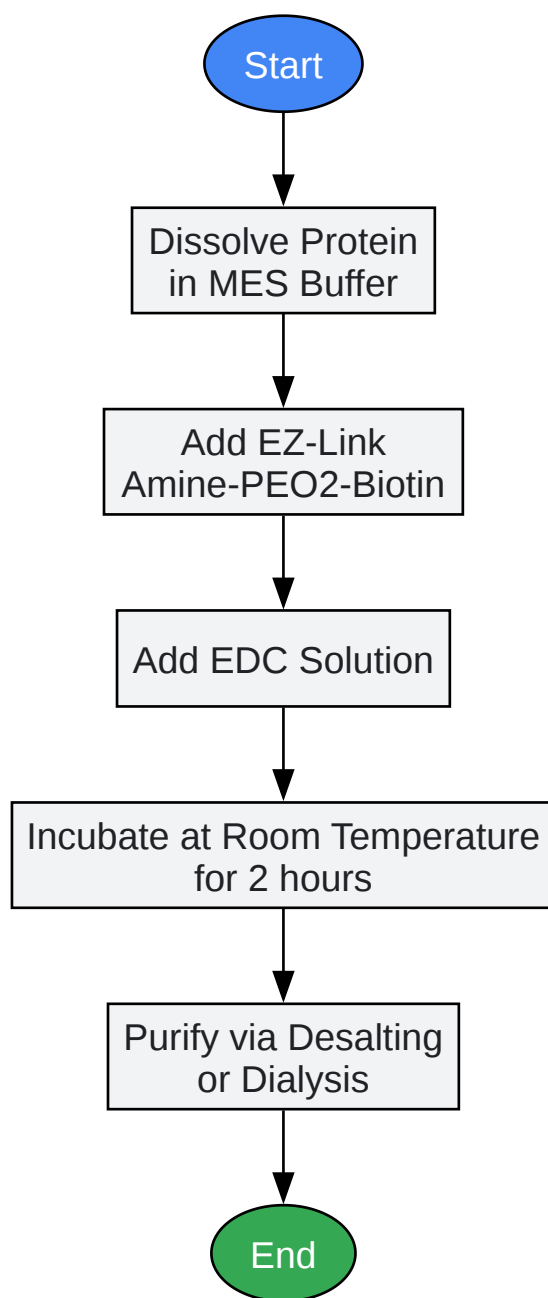 Start
Dissolve Protein
in MES Buffer
Add EZ-Link
Amine-PEO2-Biotin
Add EDC Solution
Incubate at Room Temperature
for 2 hours
Purify via Desalting
or Dialysis
End